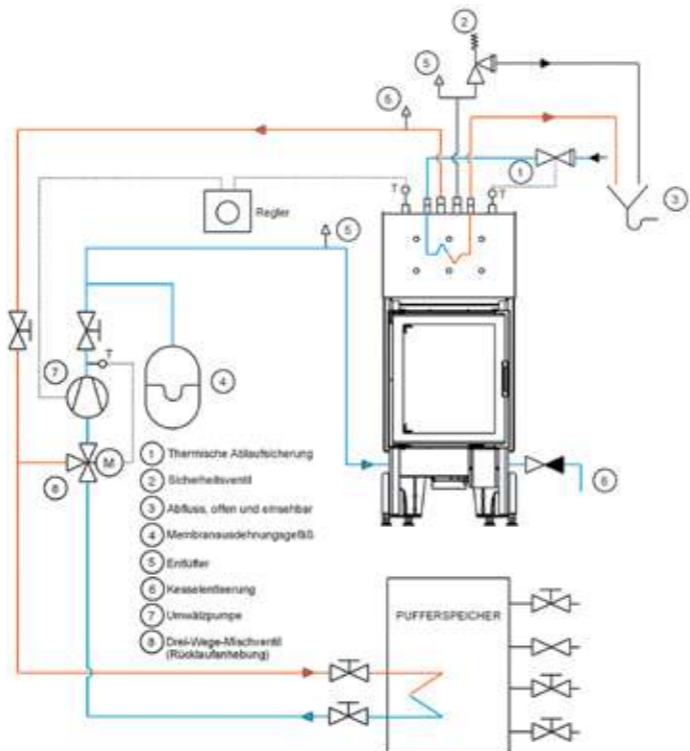 2
5
5
1
T
T
3
Regler
5
T
7
4
M
8
6
1 Thermische Ablaufsicherung
2 Sicherheitsventil
3 Abfluss, offen und einsehbar
4 Membranausdehnungsgefäß
5 Entlüfter
6 Kesselentleerung
7 Umwälzpumpe
8 Drei-Wege-Mischventil
(Rücklaufanhebung)
PUFFERSPEICHER